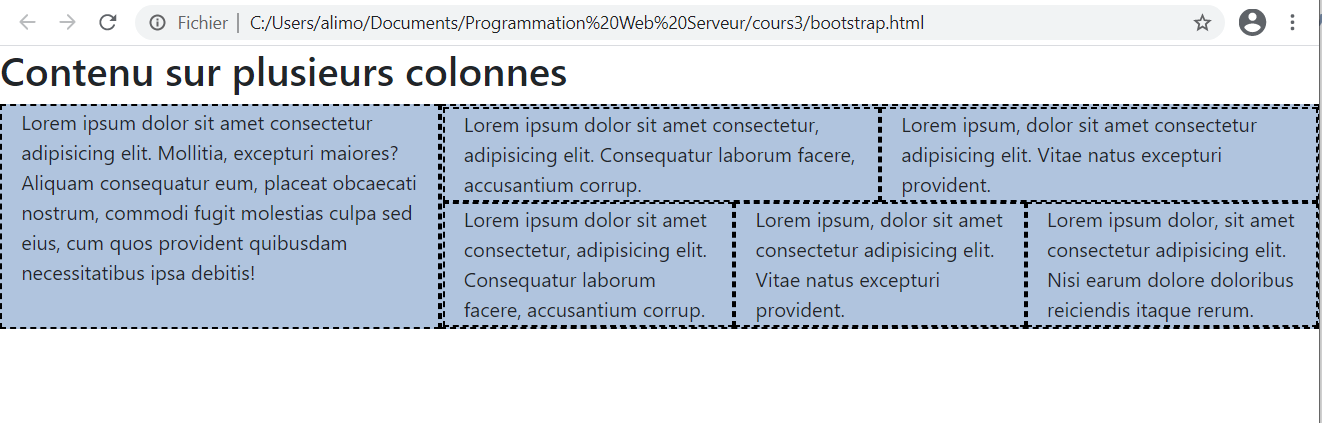 Fichier | C:/Users/alimo/Documents/Programmation%20Web%20Serveur/cours3/bootstrap.html
Contenu sur plusieurs colonnes
Lorem ipsum dolor sit amet consectetur
adipisicing elit. Mollitia, excepturi maiores?
Aliquam consequatur eum, placeat obcaecati
nostrum, commodi fugit molestias culpa sed
eius, cum quos provident quibusdam
necessitatibus ipsa debitis!
Lorem ipsum dolor sit amet consectetur,
adipisicing elit. Consequatur laborum facere,
accusantium corrup.
Lorem ipsum, dolor sit amet consectetur
adipisicing elit. Vitae natus excepturi
provident.
Lorem ipsum dolor sit amet
consectetur, adipisicing elit.
Consequatur laborum
facere, accusantium corrup.
Lorem ipsum, dolor sit amet
consectetur adipisicing elit.
Vitae natus excepturi
provident.
Lorem ipsum dolor, sit amet
consectetur adipisicing elit.
Nisi earum dolore doloribus
reiciendis itaque rerum.